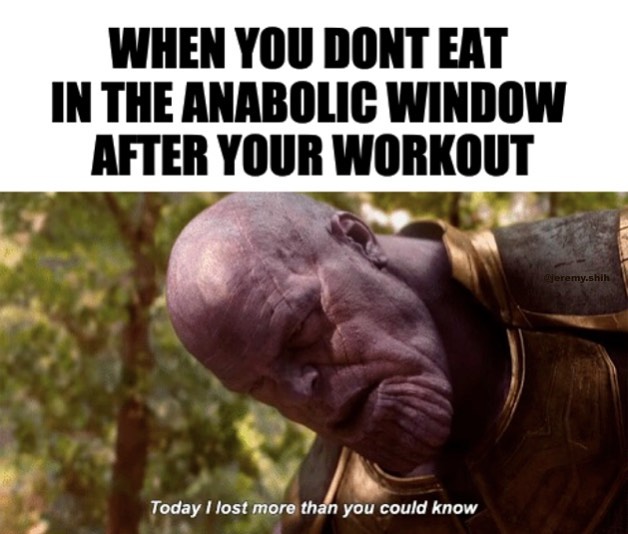 WHEN YOU DONT EAT
IN THE ANABOLIC WINDOW
AFTER YOUR WORKOUT
@jeremy.shih
Today I lost more than you could know